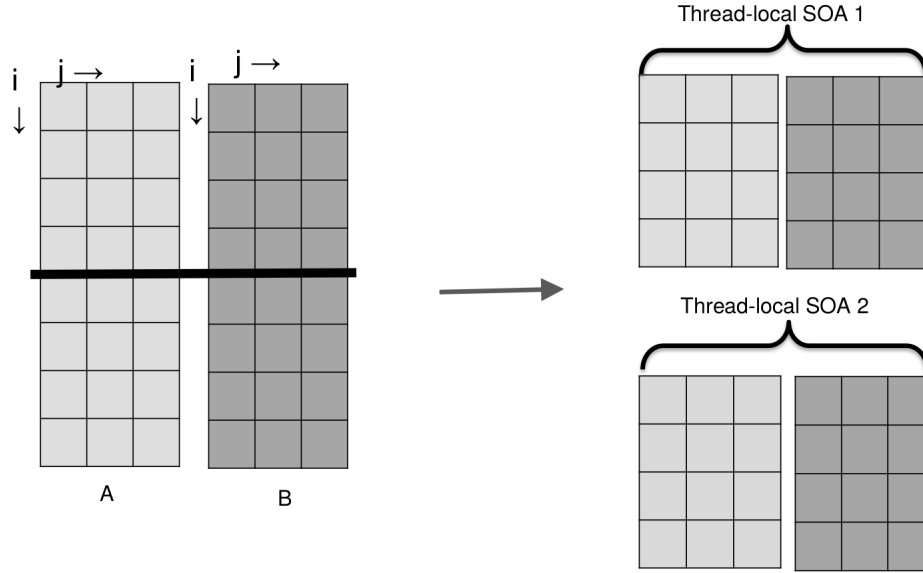 i
j →
↓
i
j →
↓
A
B
Thread-local SOA 1
Thread-local SOA 2